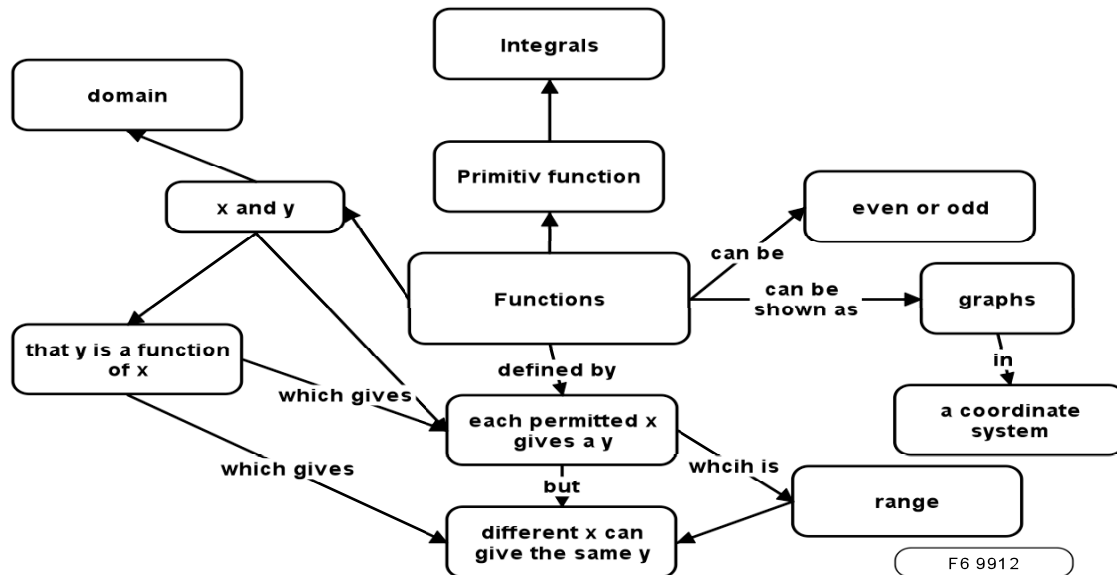 Integrals
domain
Primitiv function
x and y
even or odd
can be
Functions
can be
shown as
graphs
that y is a function
of x
in
defined by
which gives
a coordinate
system
each permitted x
gives a y
which gives
whcih is
but
range
different x can
give the same y
F6 9912